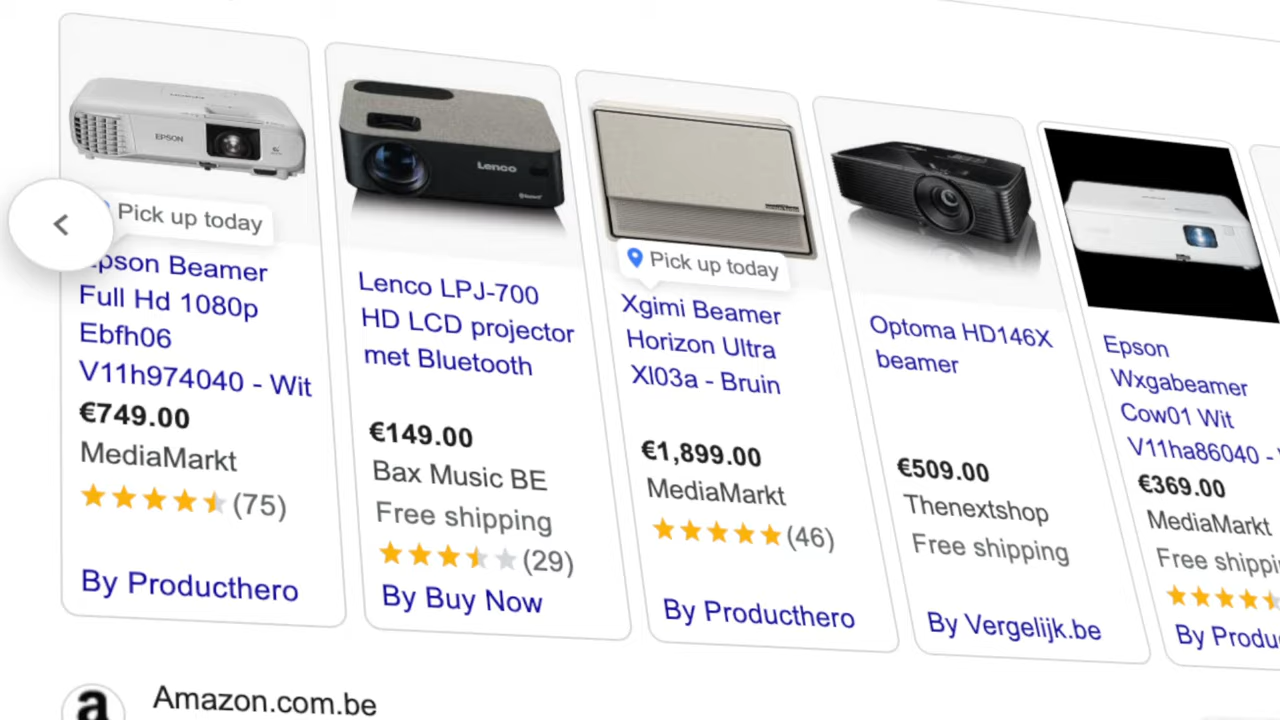 EPSON
Pick up today
Epson Beamer
Full Hd 1080p
Ebfh06
V11h974040 - Wit
€749.00
MediaMarkt
(75)
By Producthero
Lenco
Bluetooth
Lenco LPJ-700
HD LCD projector
met Bluetooth
€149.00
Bax Music BE
Free shipping
(29)
By Buy Now
Pick up today
Xgimi Beamer
Horizon Ultra
Xl03a - Bruin
€1,899.00
MediaMarkt
(46)
By Producthero
Optoma HD146X
beamer
€509.00
Thenextshop
Free shipping
By Vergelijk.be
Epson
Wxgabeamer
Cow01 Wit
V11ha86040 -
€369.00
MediaMarkt
Free shippi
By Produ
a
Amazon.com.be